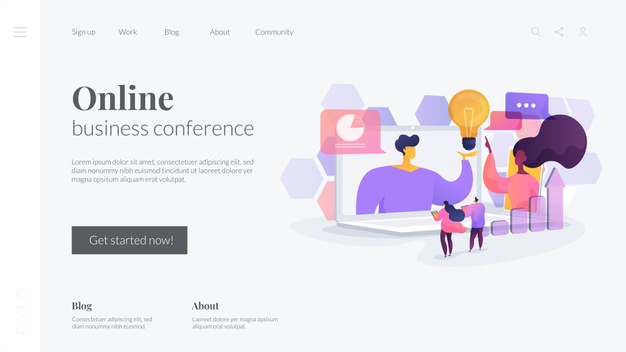 Sign up Work Blog About Community
Online
business conference
Lorem ipsum dolor sit amet, consectetuer adipiscing elit, sed
diam nonummy nibh euismod tincidunt ut laoreet dolore yer
magna opsum aliquam erat volutpat.
Get started now!
Blog
Consectetuer adipiscing elit, sed
diam nonummy nibh euismod.
About
Laoreet dolore yer magna opsum
aliquam erat volutpat.